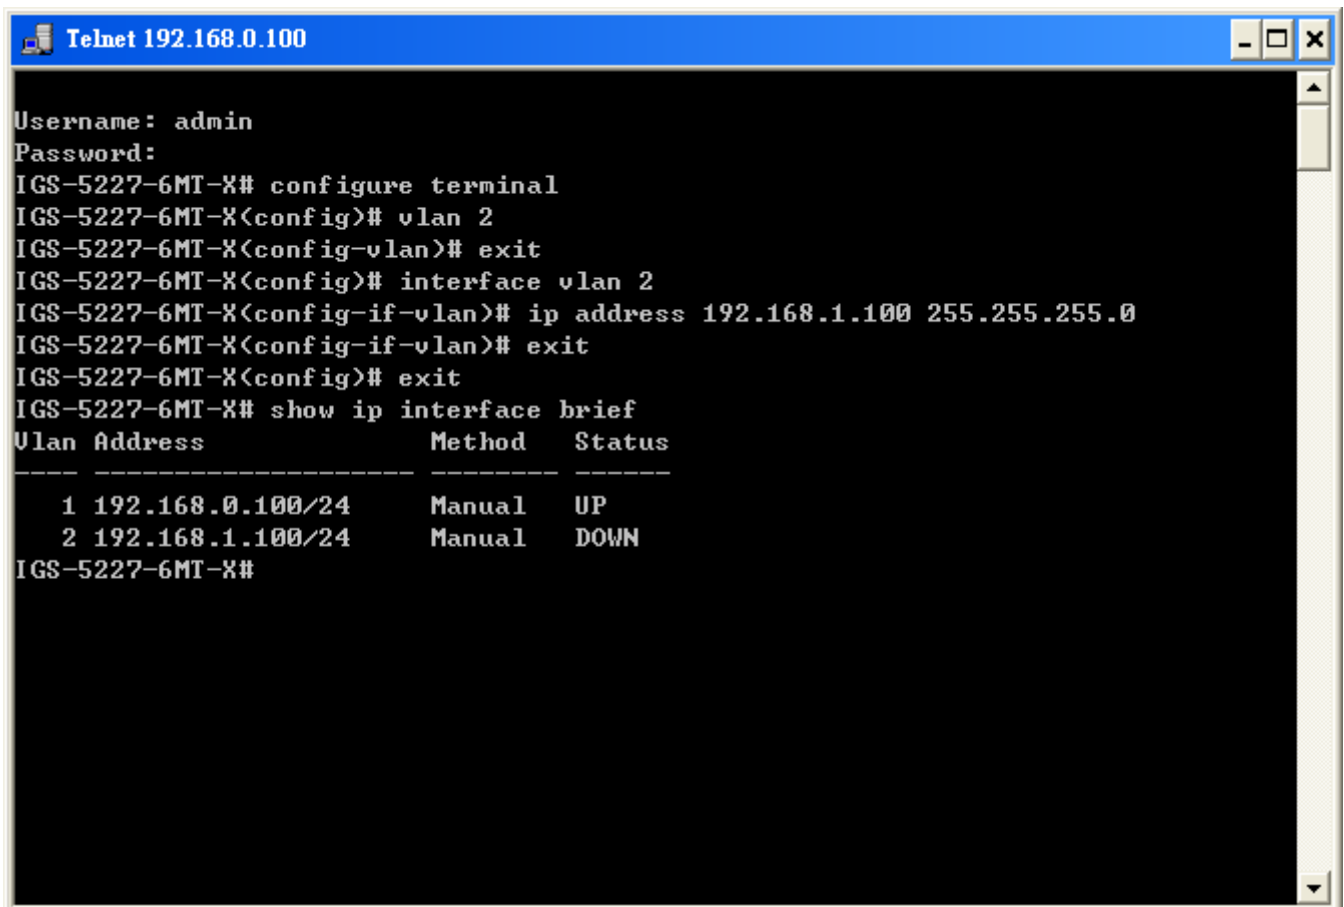 Telnet 192.168.0.100
Username: admin
Password:
IGS-5227-6MT-X# configure terminal
IGS-5227-6MT-X(config)# vlan 2
IGS-5227-6MT-X(config-vlan)# exit
IGS-5227-6MT-X(config)# interface vlan 2
IGS-5227-6MT-X(config-if-vlan)# ip address 192.168.1.100 255.255.255.0
IGS-5227-6MT-X(config-if-vlan)# exit
IGS-5227-6MT-X(config)# exit
IGS-5227-6MT-X# show ip interface brief
Vlan Address              Method   Status
---- -------------------- -------- ------
   1 192.168.0.100/24     Manual   UP
   2 192.168.1.100/24     Manual   DOWN
IGS-5227-6MT-X#